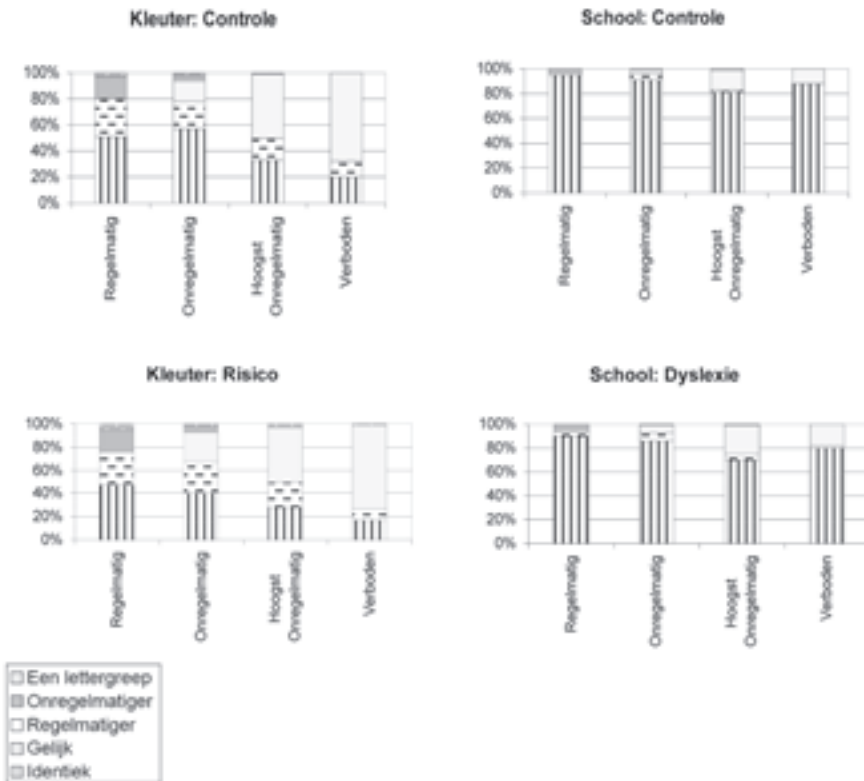 Kleuter: Controle
100%
80%
60%
40%
20%
0%
Regelmatig
Onregelmatig
Hoogst
Onregelmatig
Verboden
School: Controle
100%
80%
60%
40%
20%
0%
Regelmatig
Onregelmatig
Hoogst
Onregelmatig
Verboden
Kleuter: Risico
100%
80%
60%
40%
20%
0%
Regelmatig
Onregelmatig
Hoogst
Onregelmatig
Verboden
School: Dyslexie
100%
80%
60%
40%
20%
0%
Regelmatig
Onregelmatig
Hoogst
Onregelmatig
Verboden
Een lettergreep
Onregelmatiger
Regelmatiger
Gelijk
Identiek